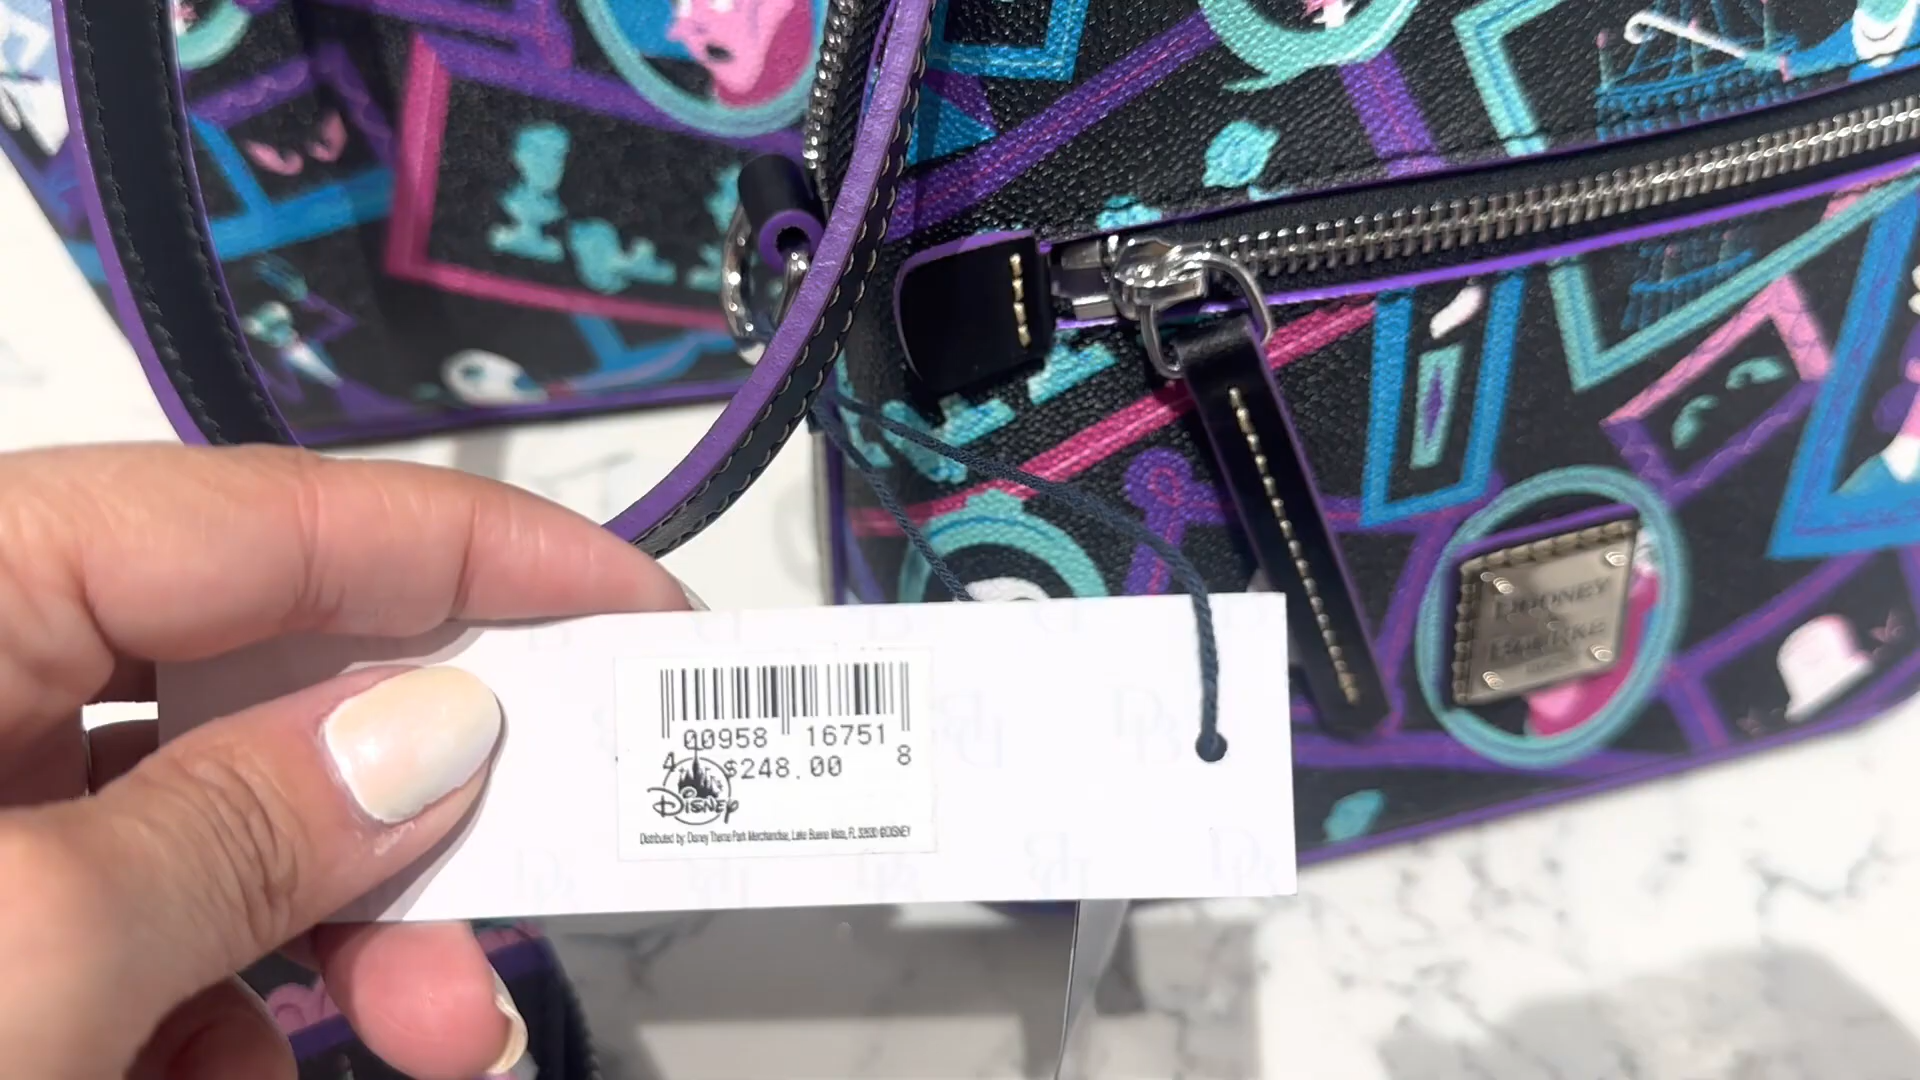 DOONEY
&
BOURKE
00958 16751
4 $248.00 8
Disney
Distributed by: Disney Theme Park Merchandise, Lake Buena Vista, FL 32830 ©DISNEY